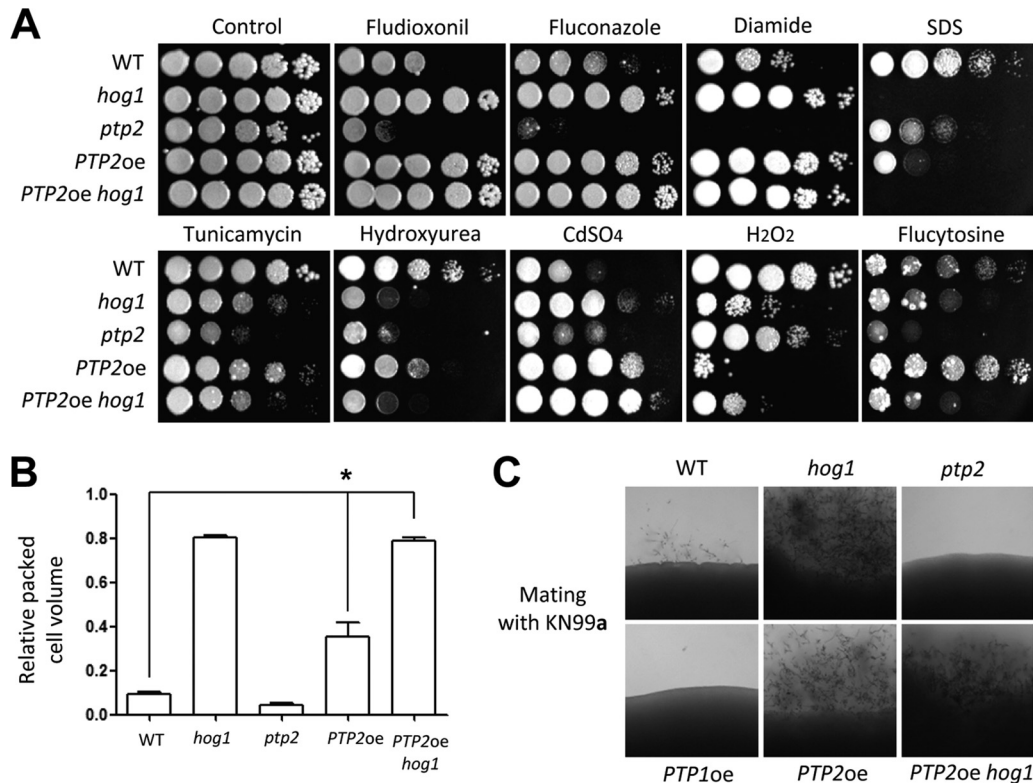 A
Control Fludioxonil Fluconazole Diamide SDS
WT
hog1
ptp2
PTP2oe
PTP2oe hog1
Tunicamycin Hydroxyurea CdSO4 H2O2 Flucytosine
WT
hog1
ptp2
PTP2oe
PTP2oe hog1
B
*
Relative packed
cell volume
1.0
0.8
0.6
0.4
0.2
0.0
WT hog1 ptp2 PTP2oe PTP2oe
hog1
C
WT hog1 ptp2
Mating
with KN99a
PTP1oe PTP2oe PTP2oe hog1